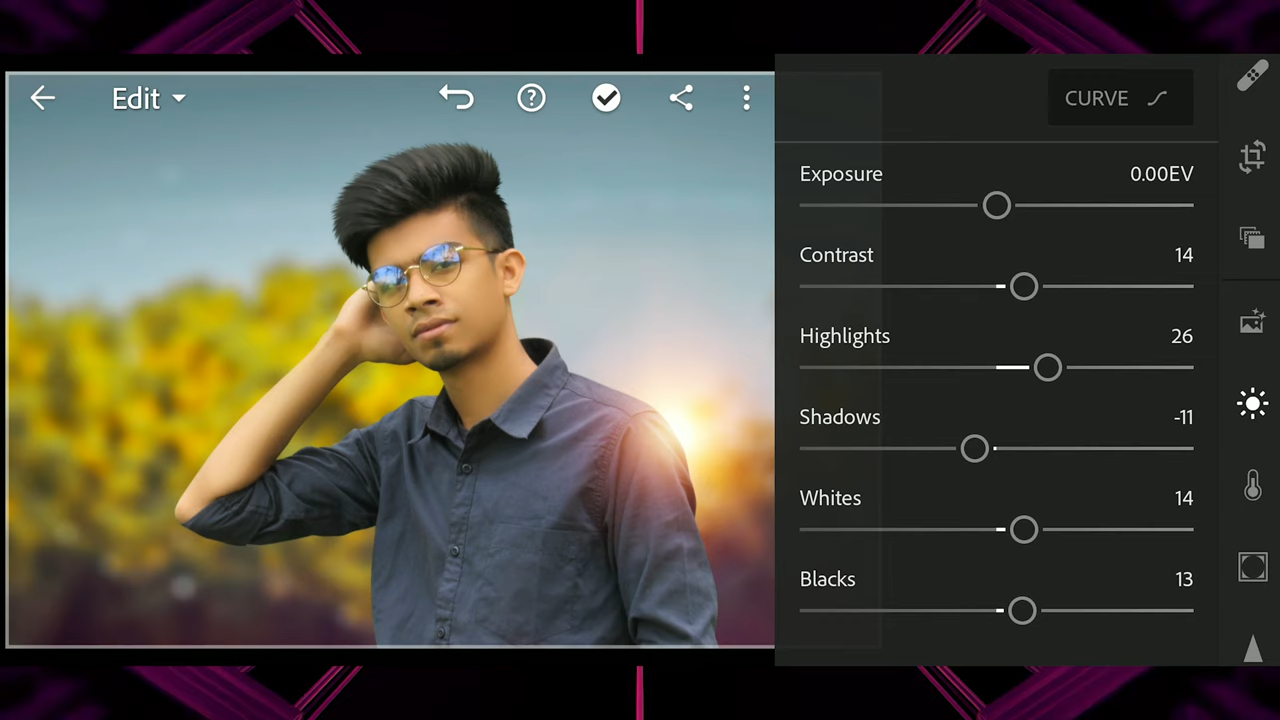 Edit
CURVE
Exposure 0.00EV
Contrast 14
Highlights 26
Shadows -11
Whites 14
Blacks 13